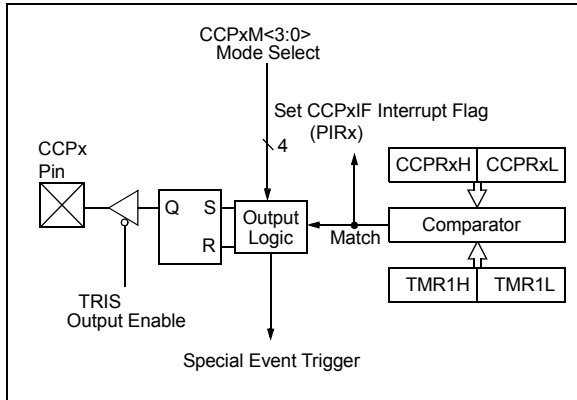 CCPxM<3:0>
Mode Select
Set CCPxIF Interrupt Flag
(PIRx)
4
CCPx
Pin
CCPRxH CCPRxL
Q S
R
Output
Logic
Match
Comparator
TMR1H TMR1L
TRIS
Output Enable
Special Event Trigger